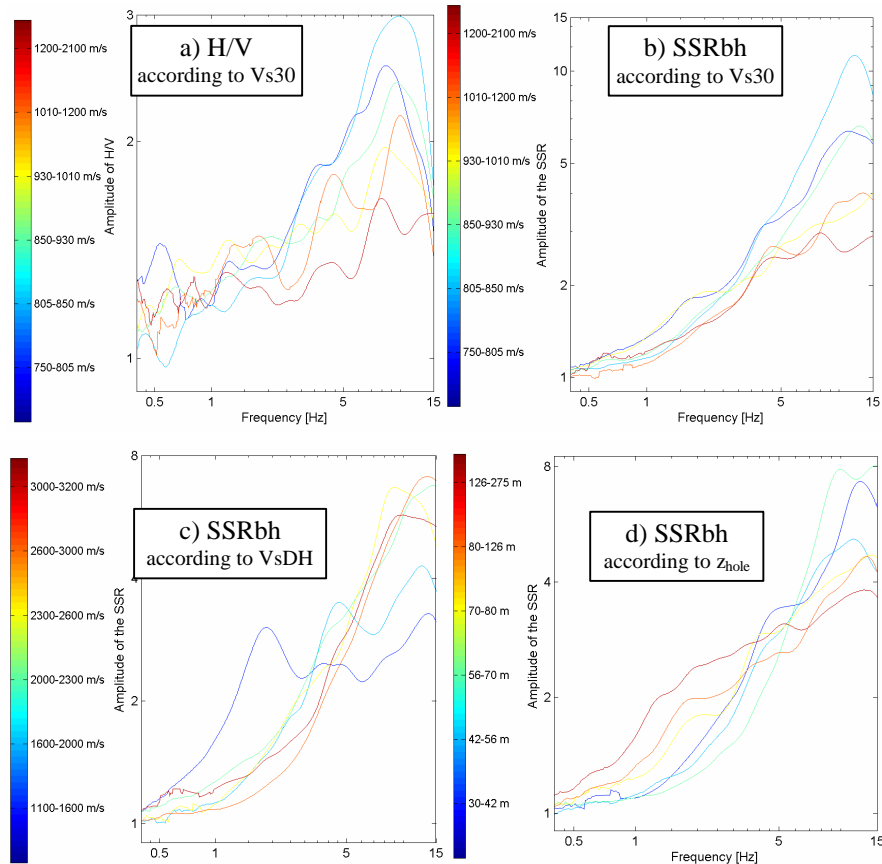 a) H/V
according to Vs30
1200-2100 m/s
1010-1200 m/s
930-1010 m/s
850-930 m/s
805-850 m/s
750-805 m/s
Amplitude of H/V
3
2
1
0.5
1
5
15
Frequency [Hz]
b) SSRbh
according to Vs30
1200-2100 m/s
1010-1200 m/s
930-1010 m/s
850-930 m/s
805-850 m/s
750-805 m/s
Amplitude of the SSR
15
10
5
2
1
0.5
1
5
15
Frequency [Hz]
c) SSRbh
according to VsDH
3000-3200 m/s
2600-3000 m/s
2300-2600 m/s
2000-2300 m/s
1600-2000 m/s
1100-1600 m/s
Amplitude of the SSR
8
4
2
1
0.5
1
5
15
Frequency [Hz]
d) SSRbh
according to zhole
126-275 m
80-126 m
70-80 m
56-70 m
42-56 m
30-42 m
Amplitude of the SSR
8
4
2
1
0.5
1
5
15
Frequency [Hz]